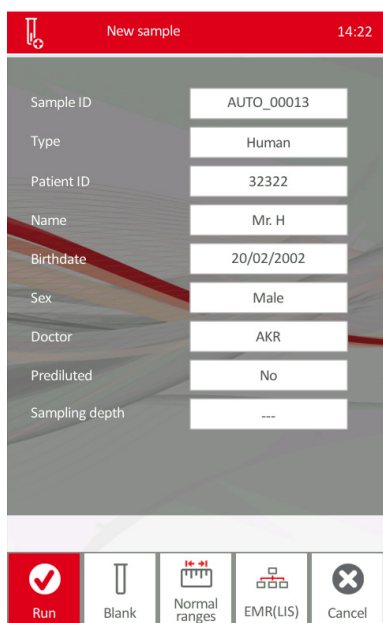 New sample 14:22
Sample ID AUTO_00013
Type Human
Patient ID 32322
Name Mr. H
Birthdate 20/02/2002
Sex Male
Doctor AKR
Prediluted No
Sampling depth ---
Run Blank Normal ranges EMR(LIS) Cancel